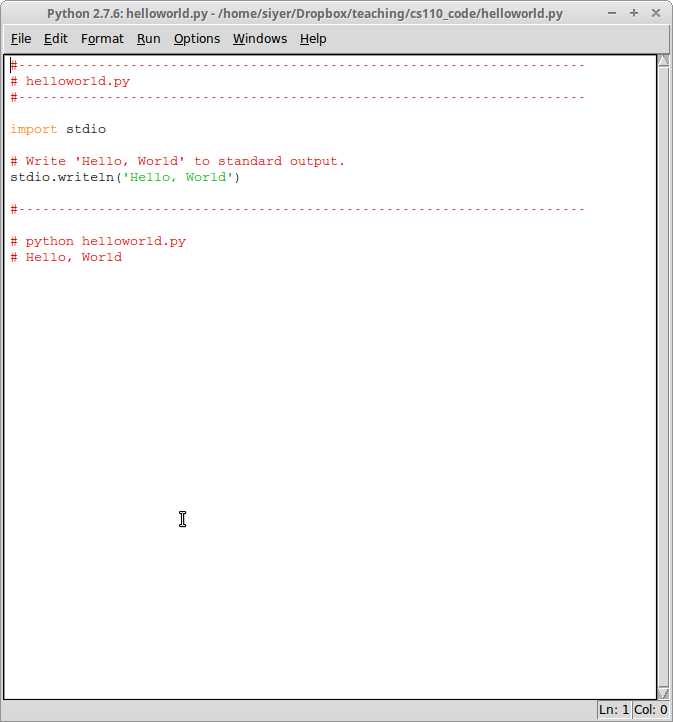 Python 2.7.6: helloworld.py - /home/siyer/Dropbox/teaching/cs110_code/helloworld.py
File Edit Format Run Options Windows Help
#-----------------------------------------------------------------------
# helloworld.py
#-----------------------------------------------------------------------
import stdio
# Write 'Hello, World' to standard output.
stdio.writeln('Hello, World')
#-----------------------------------------------------------------------
# python helloworld.py
# Hello, World
Ln: 1 Col: 0